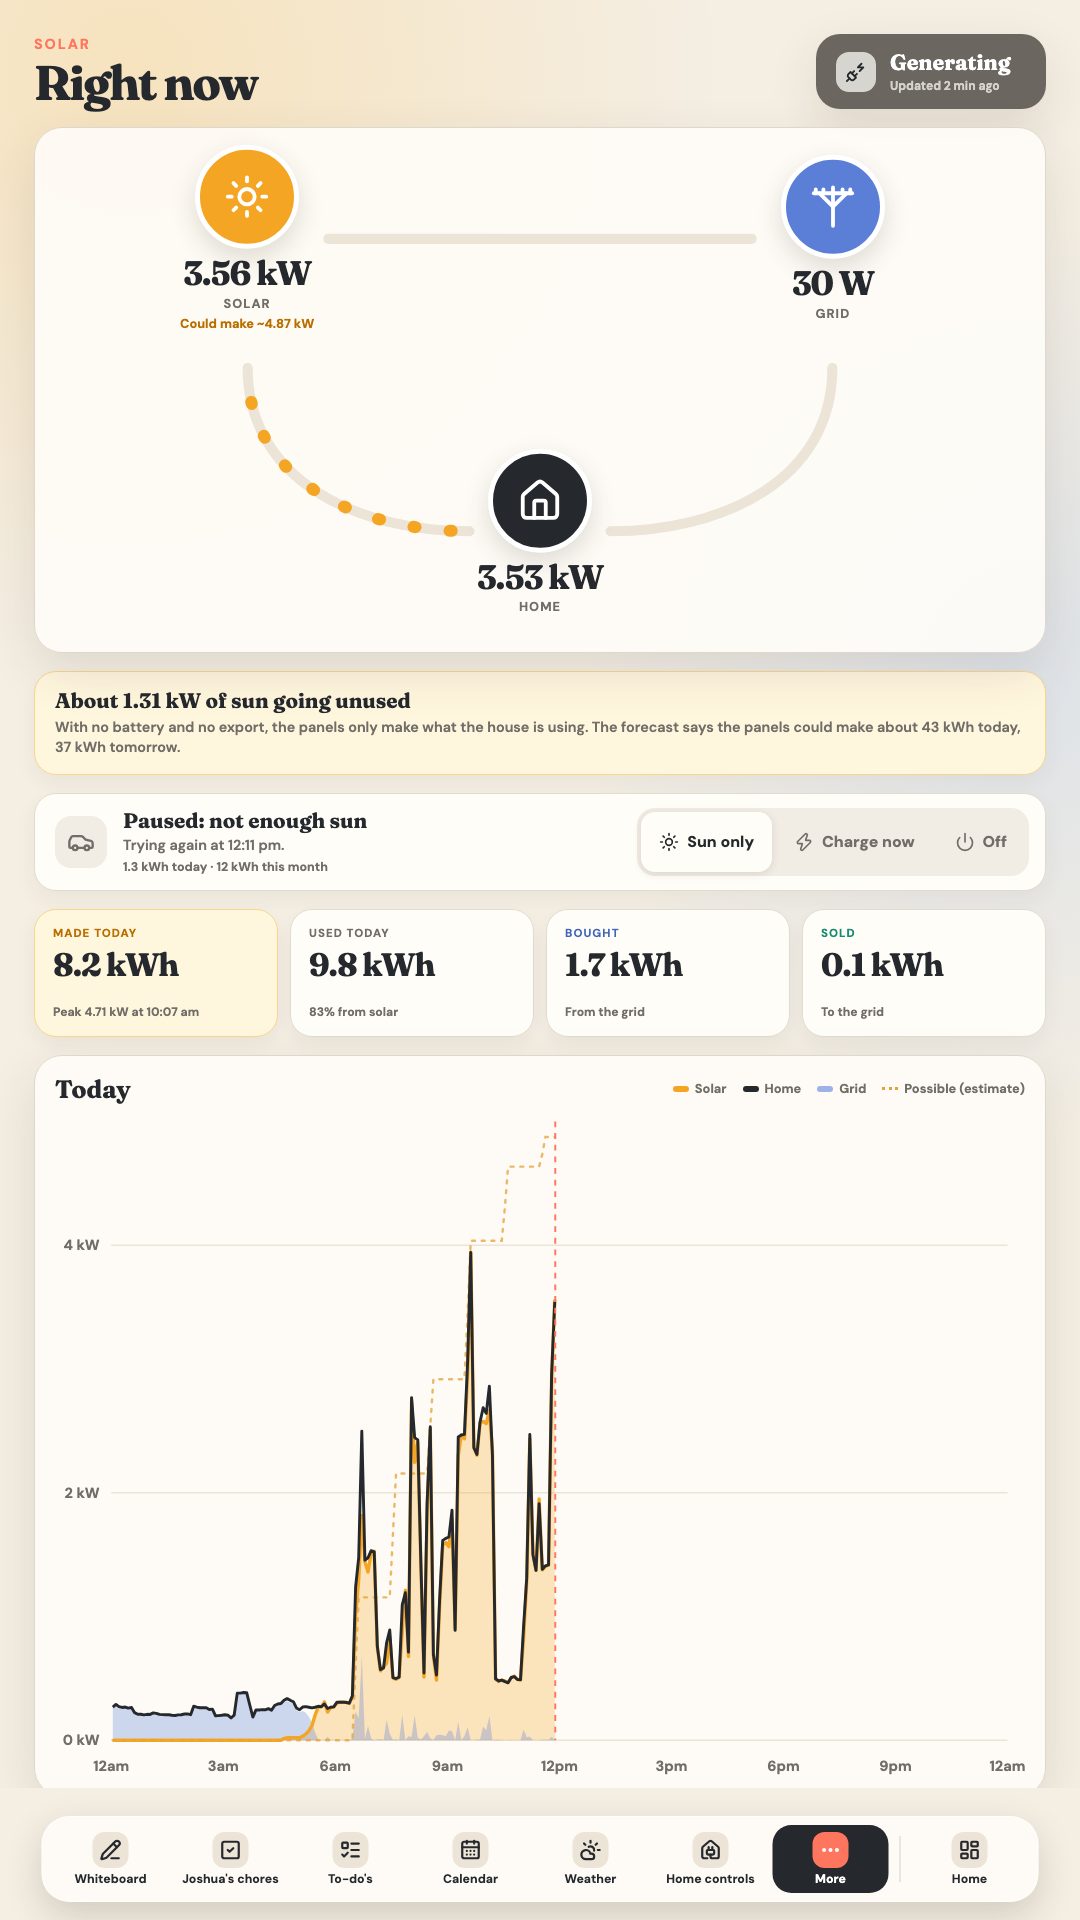 SOLAR
Right now
Generating
Updated 2 min ago
3.56 kW
SOLAR
Could make ~4.87 kW
30 W
GRID
3.53 kW
HOME
About 1.31 kW of sun going unused
With no battery and no export, the panels only make what the house is using. The forecast says the panels could make about 43 kWh today,
37 kWh tomorrow.
Paused: not enough sun
Trying again at 12:11 pm.
1.3 kWh today · 12 kWh this month
Sun only
Charge now
Off
MADE TODAY
8.2 kWh
Peak 4.71 kW at 10:07 am
USED TODAY
9.8 kWh
83% from solar
BOUGHT
1.7 kWh
From the grid
SOLD
0.1 kWh
To the grid
Today
Solar Home Grid Possible (estimate)
4 kW
2 kW
0 kW
12am 3am 6am 9am 12pm 3pm 6pm 9pm 12am
Whiteboard Joshua's chores To-do's Calendar Weather Home controls More Home